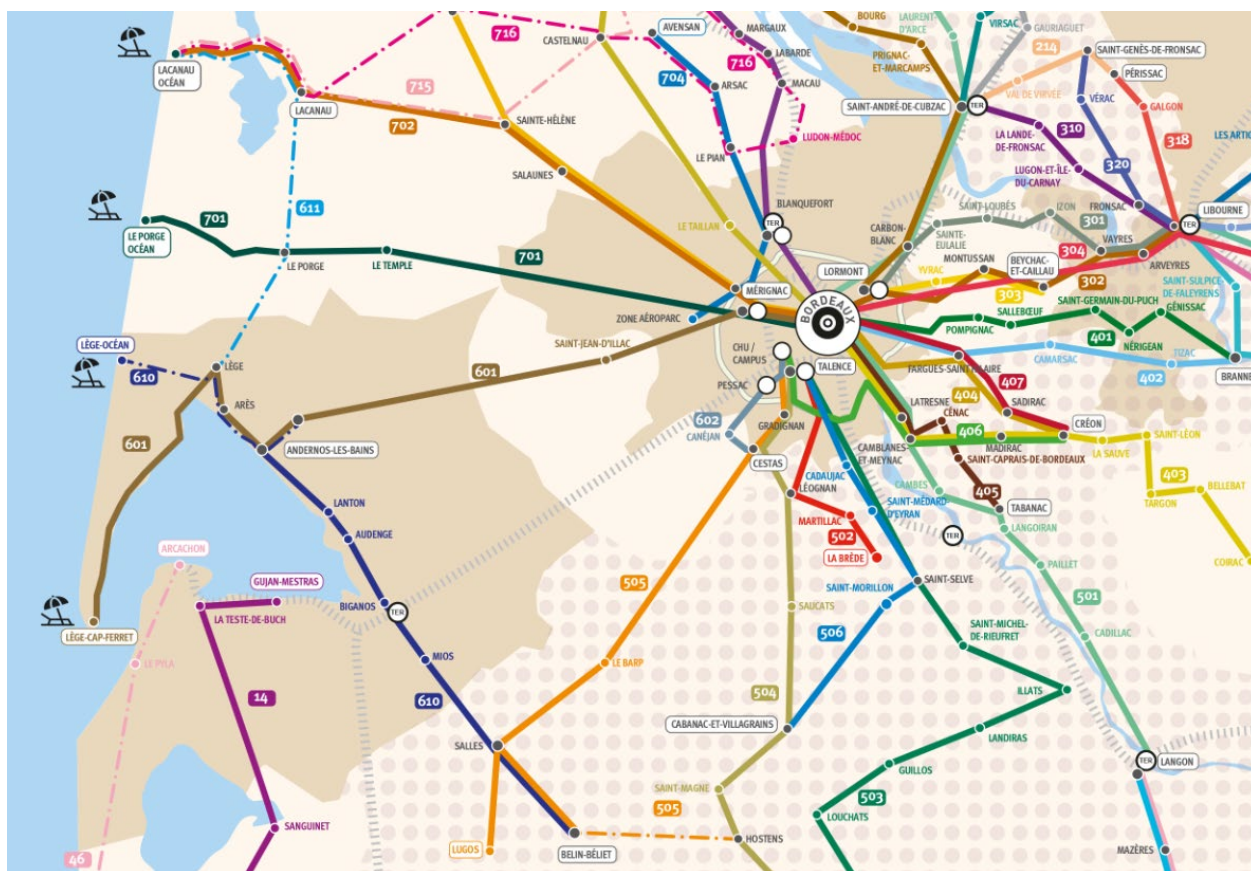 BOURG
LAURENT-
D'ARCE
VIRSAC
GAURIAGUET
716
CASTELNAU
AVENSAN
MARGAUX
716
LABARDE
PRIGNAC-
ET-MARCAMPS
214
SAINT-GENÈS-DE-FRONSAC
LACANAU
OCÉAN
LACANAU
715
702
SAINTE-HÉLÈNE
704
ARSAC
MACAU
SAINT-ANDRÉ-DE-CUBZAC
TER
VAL DE VIRVÉE
VÉRAC
PÉRISSAC
GALGON
LUDON-MÉDOC
LE PIAN
LA LANDE-
DE-FRONSAC
310
318
LES ARTIG
SALAUNES
LUGON-ET-ÎLE-
DU-CARNAY
320
701
LE PORGE
OCÉAN
611
BLANQUEFORT
TER
LE TAILLAN
CARBON-
BLANC
SAINT-LOUBÈS
SAINTE-
EULALIE
IZON
FRONSAC
301
TER
LIBOURNE
LE PORGE
LE TEMPLE
701
LORMONT
MONTUSSAN
BEYCHAC-
ET-CAILLAU
VAYRES
304
ARVEYRES
YVRAC
303
302
SAINT-SULPICE-
DE-FALEYRENS
MÉRIGNAC
ZONE AÉROPARC
BORDEAUX
SAINT-GERMAIN-DU-PUCH
SALLEBŒUF
GÉNISSAC
POMPIGNAC
401
NÉRIGEAN
LÈGE-OCÉAN
610
LÈGE
SAINT-JEAN-D'ILLAC
601
CHU /
CAMPUS
TALENCE
PESSAC
FARGUES-SAINT-HILAIRE
CAMARSAC
TIZAC
402
BRANNE
407
404
SADIRAC
ARÈS
601
ANDERNOS-LES-BAINS
602
CANÉJAN
GRADIGNAN
CESTAS
LATRESNE
CÉNAC
406
CRÉON
MADIRAC
CAMBLANES-
ET-MEYNAC
SAINT-CAPRAIS-DE-BORDEAUX
LA SAUVE
SAINT-LÉON
403
BELLEBAT
TARGON
CADAUJAC
LÉOGNAN
CAMBES
405
TABANAC
LANTON
AUDENGE
SAINT-MÉDARD-
D'EYRAN
MARTILLAC
502
LA BRÈDE
TER
LANGOIRAN
PAILLET
COIRAC
ARCACHON
GUJAN-MESTRAS
LA TESTE-DE-BUCH
BIGANOS
TER
505
SAINT-SELVE
SAINT-MORILLON
501
LÈGE-CAP-FERRET
SAUCATS
506
SAINT-MICHEL-
DE-RIEUFRET
CADILLAC
LE PYLA
MIOS
LE BARP
14
610
504
ILLATS
CABANAC-ET-VILLAGRAINS
LANDIRAS
SALLES
GUILLOS
TER
LANGON
SAINT-MAGNE
503
505
LOUCHATS
SANGUINET
HOSTENS
46
LUGOS
BELIN-BÉLIET
MAZÈRES